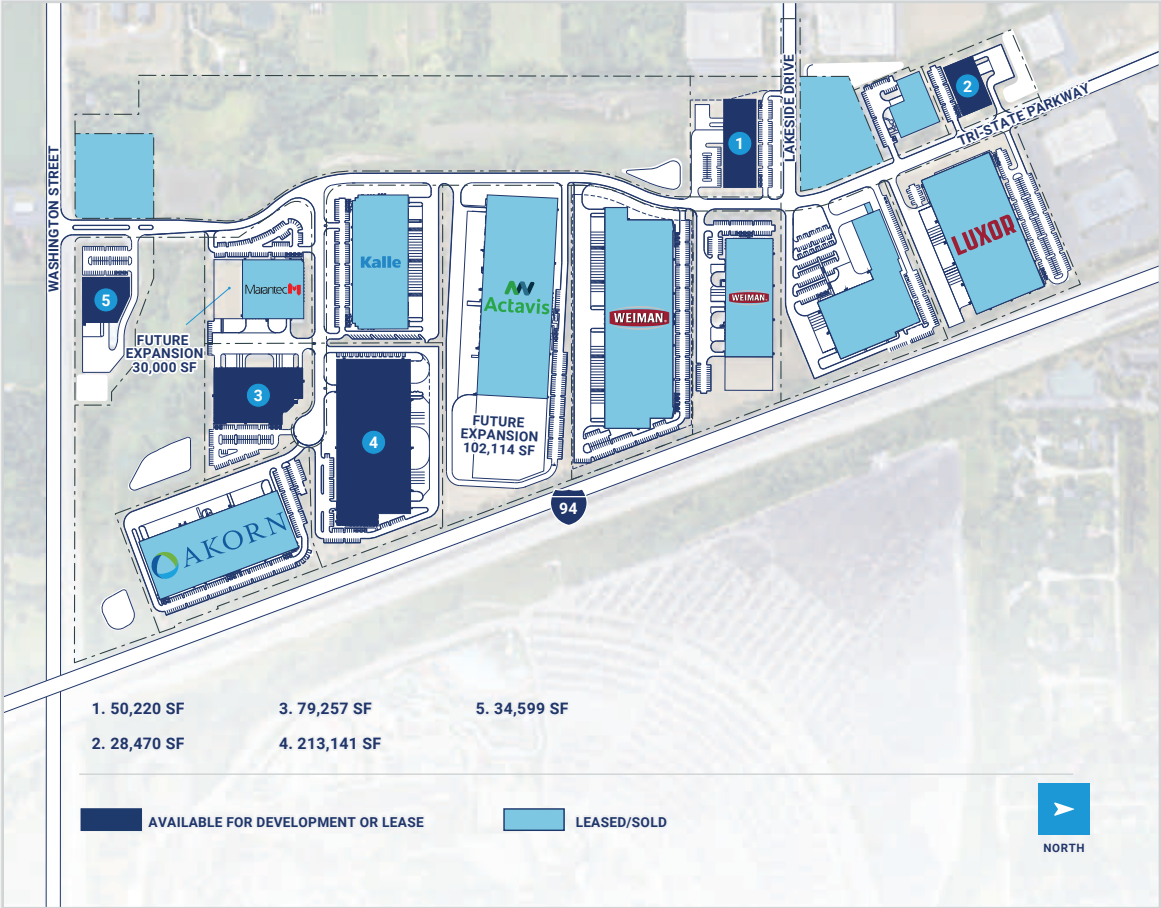 LAKESIDE DRIVE
2
TRI-STATE PARKWAY
1
WASHINGTON STREET
LUXOR
Kalle
5
Maiantec
Actavis
WEIMAN.
WEIMAN.
FUTURE
EXPANSION
30,000 SF
3
4
FUTURE
EXPANSION
102,114 SF
94
AKORN
1. 50,220 SF
3. 79,257 SF
5. 34,599 SF
2. 28,470 SF
4. 213,141 SF
AVAILABLE FOR DEVELOPMENT OR LEASE
LEASED/SOLD
NORTH